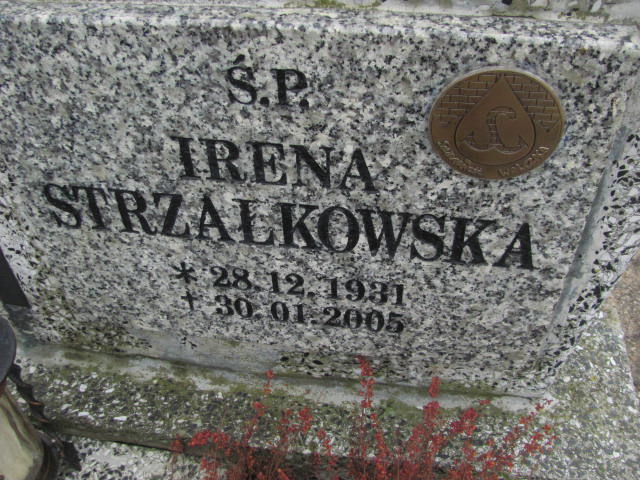 Ś.P.
IRENA
STRZAŁKOWSKA
* 28.12.1931
† 30.01.2005